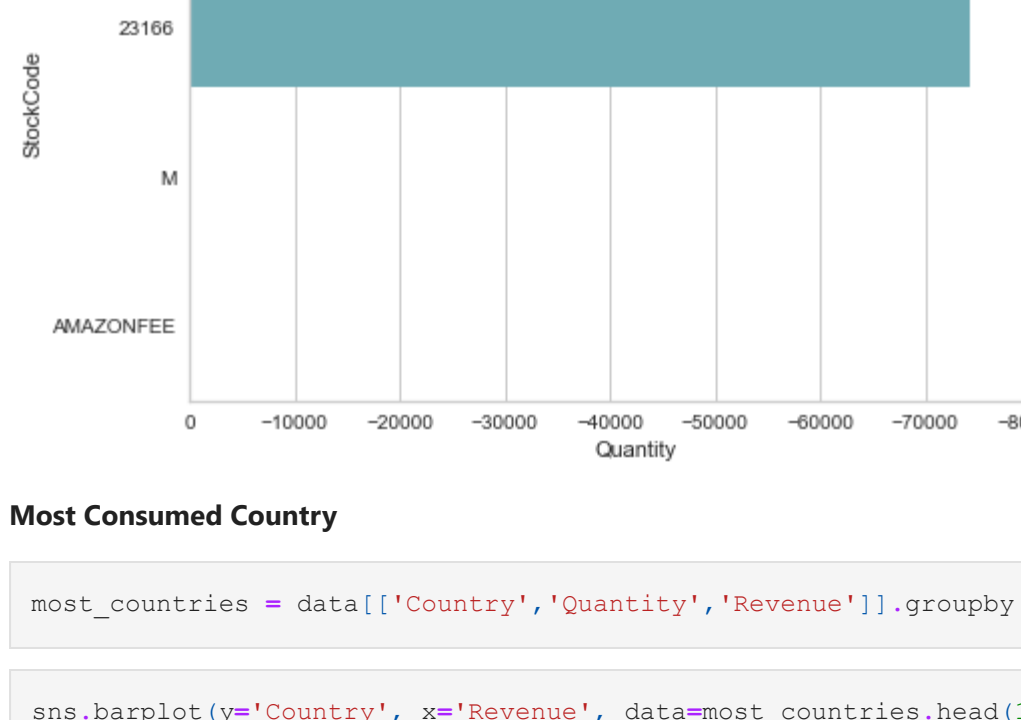 23166
StockCode
M
AMAZONFEE
0 −10000 −20000 −30000 −40000 −50000 −60000 −70000
Quantity
Most Consumed Country
most_countries = data[['Country','Quantity','Revenue']].groupby
sns.barplot(y='Country', x='Revenue', data=most_countries.head(